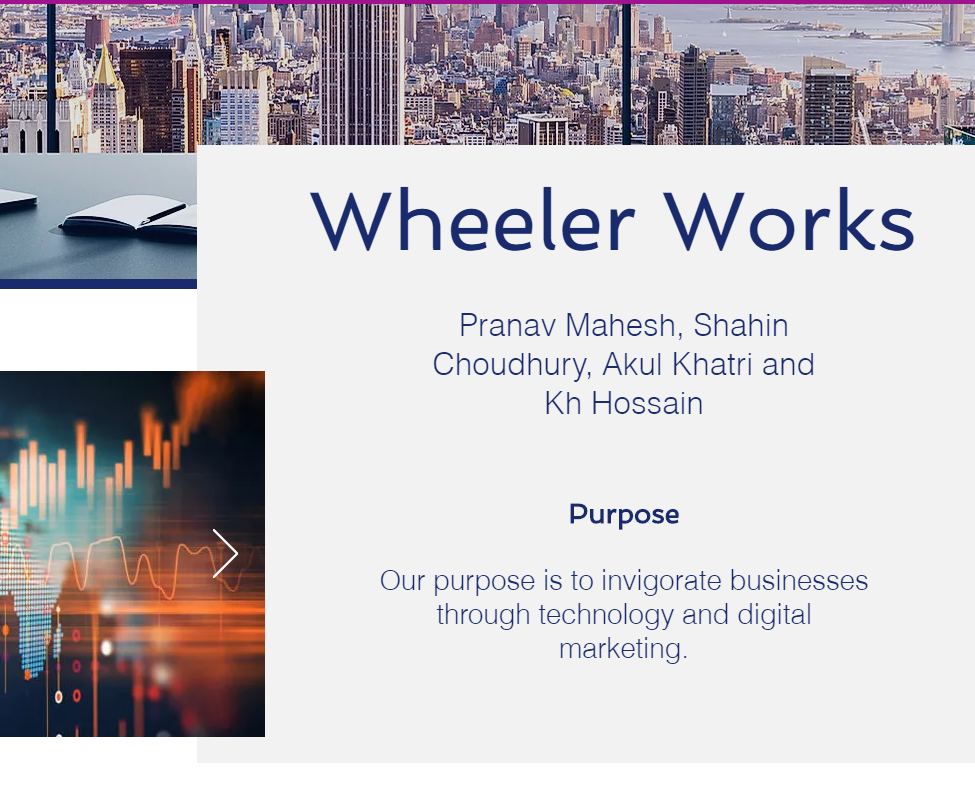 Wheeler Works
Pranav Mahesh, Shahin
Choudhury, Akul Khatri and
Kh Hossain
Purpose
Our purpose is to invigorate businesses
through technology and digital
marketing.